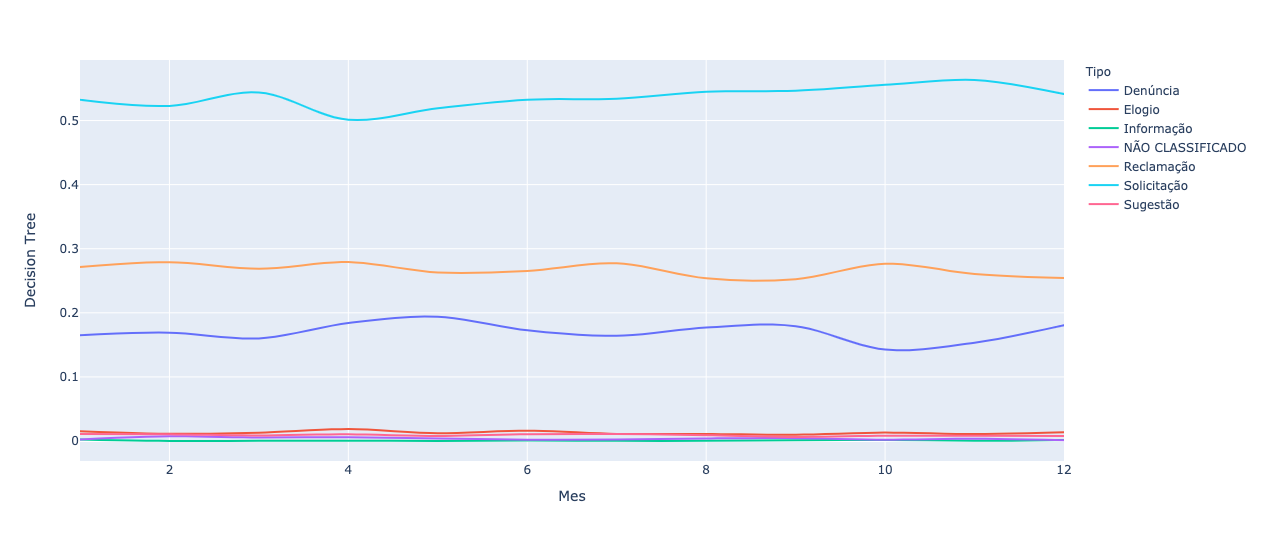 Tipo
Denúncia
Elogio
Informação
NÃO CLASSIFICADO
Reclamação
Solicitação
Sugestão
Decision Tree
0.5
0.4
0.3
0.2
0.1
0
2 4 6 8 10 12
Mes